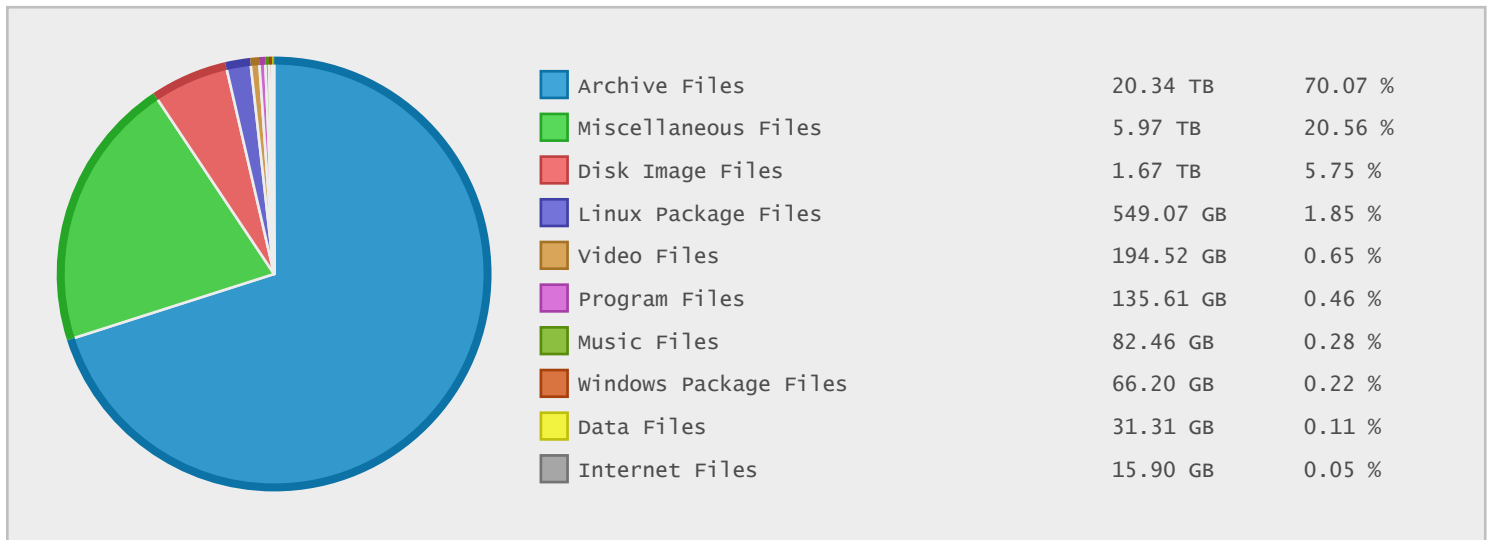 Archive Files 20.34 TB 70.07 %
Miscellaneous Files 5.97 TB 20.56 %
Disk Image Files 1.67 TB 5.75 %
Linux Package Files 549.07 GB 1.85 %
Video Files 194.52 GB 0.65 %
Program Files 135.61 GB 0.46 %
Music Files 82.46 GB 0.28 %
Windows Package Files 66.20 GB 0.22 %
Data Files 31.31 GB 0.11 %
Internet Files 15.90 GB 0.05 %